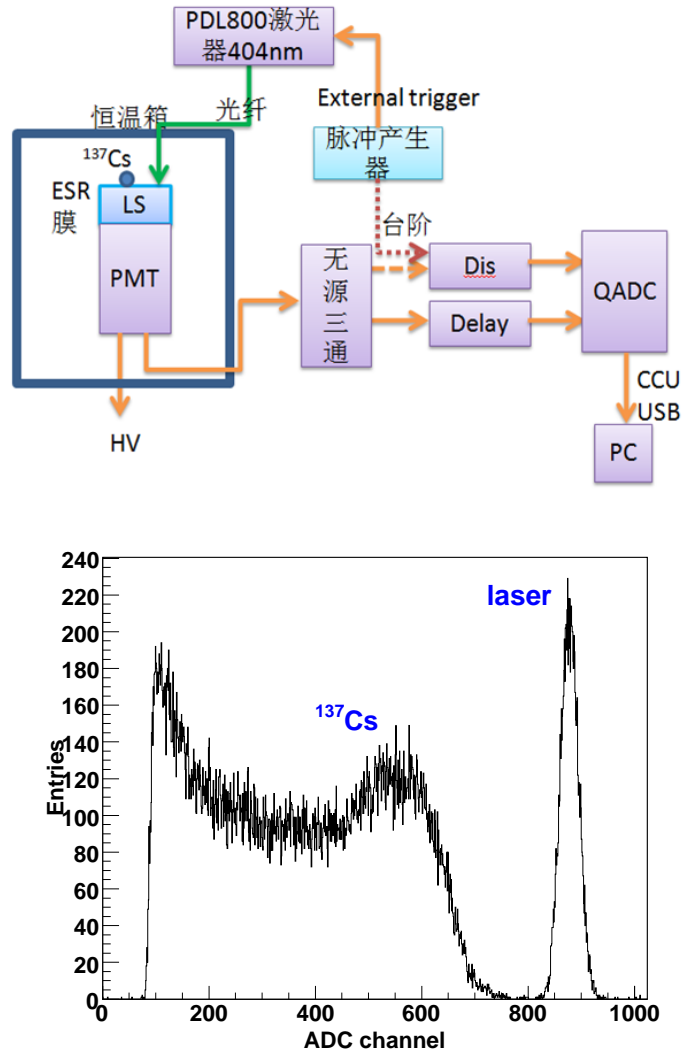 PDL800激光
器404nm
光纤
External trigger
恒温箱
脉冲产生
器
¹³⁷Cs
ESR
膜
LS
台阶
PMT
无
源
三
通
Dis
QADC
Delay
CCU
USB
HV
PC
240
220
200
180
160
140
120
100
80
60
40
20
0
Entries
laser
¹³⁷Cs
0 200 400 600 800 1000
ADC channel